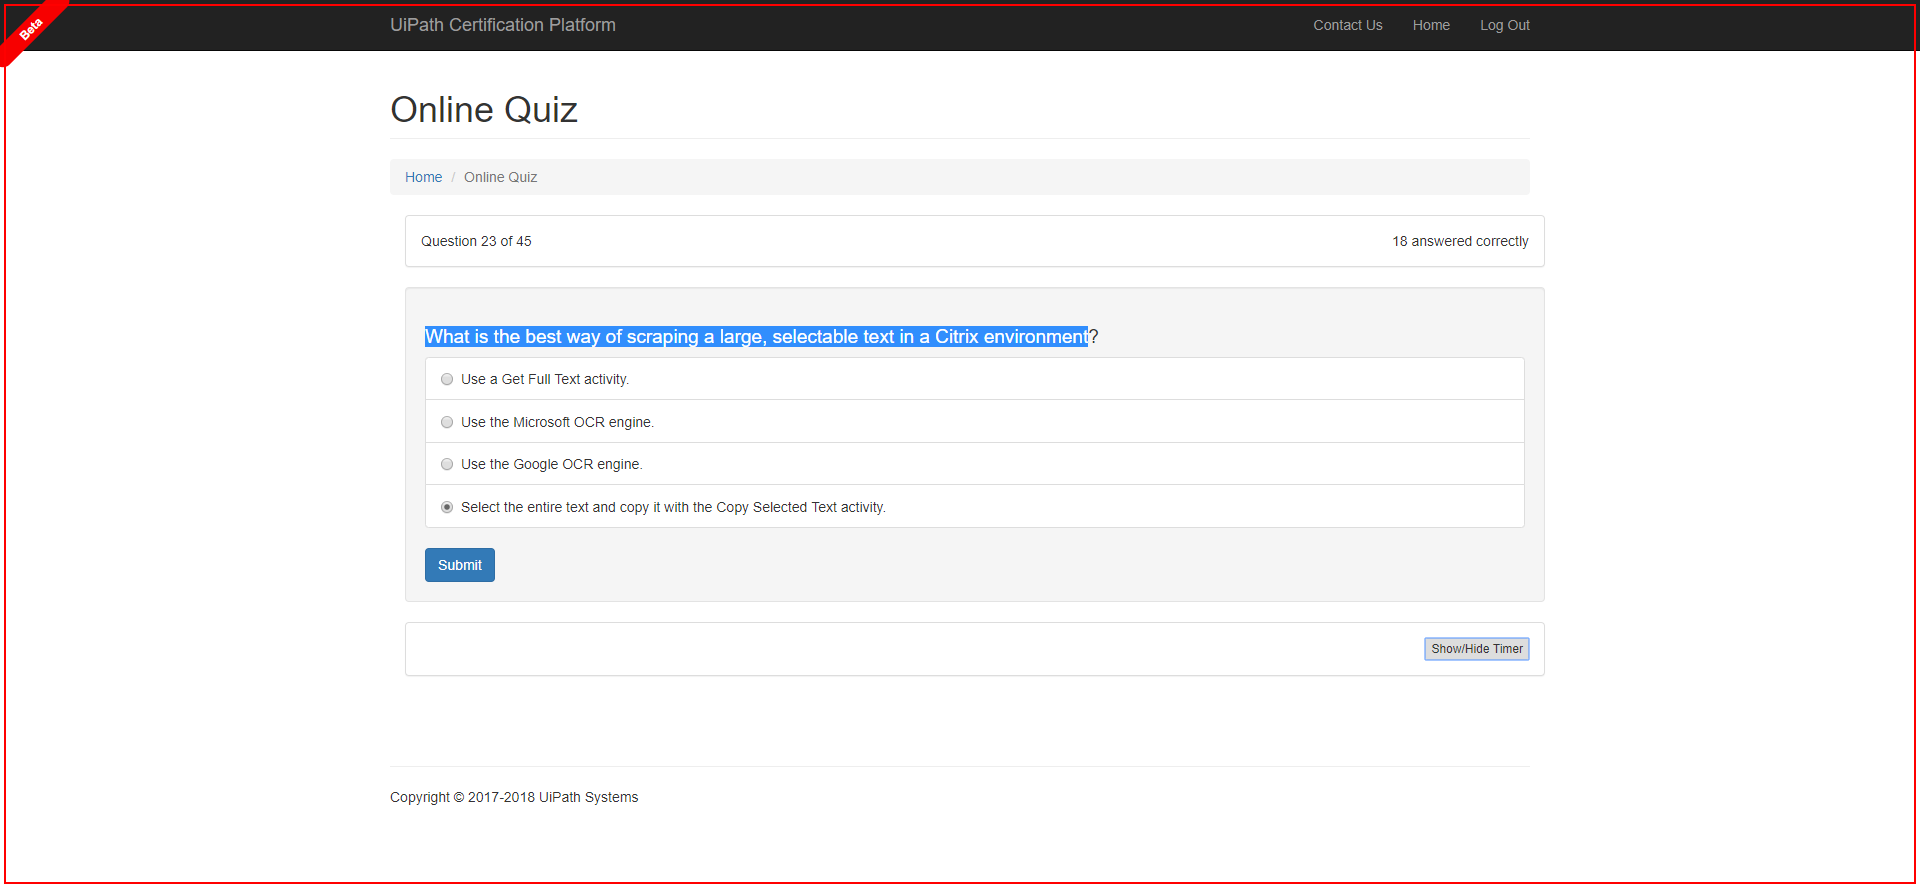 Beta
UiPath Certification Platform
Contact Us Home Log Out
Online Quiz
Home / Online Quiz
Question 23 of 45 18 answered correctly
What is the best way of scraping a large, selectable text in a Citrix environment?
Use a Get Full Text activity.
Use the Microsoft OCR engine.
Use the Google OCR engine.
Select the entire text and copy it with the Copy Selected Text activity.
Submit
Show/Hide Timer
Copyright © 2017-2018 UiPath Systems